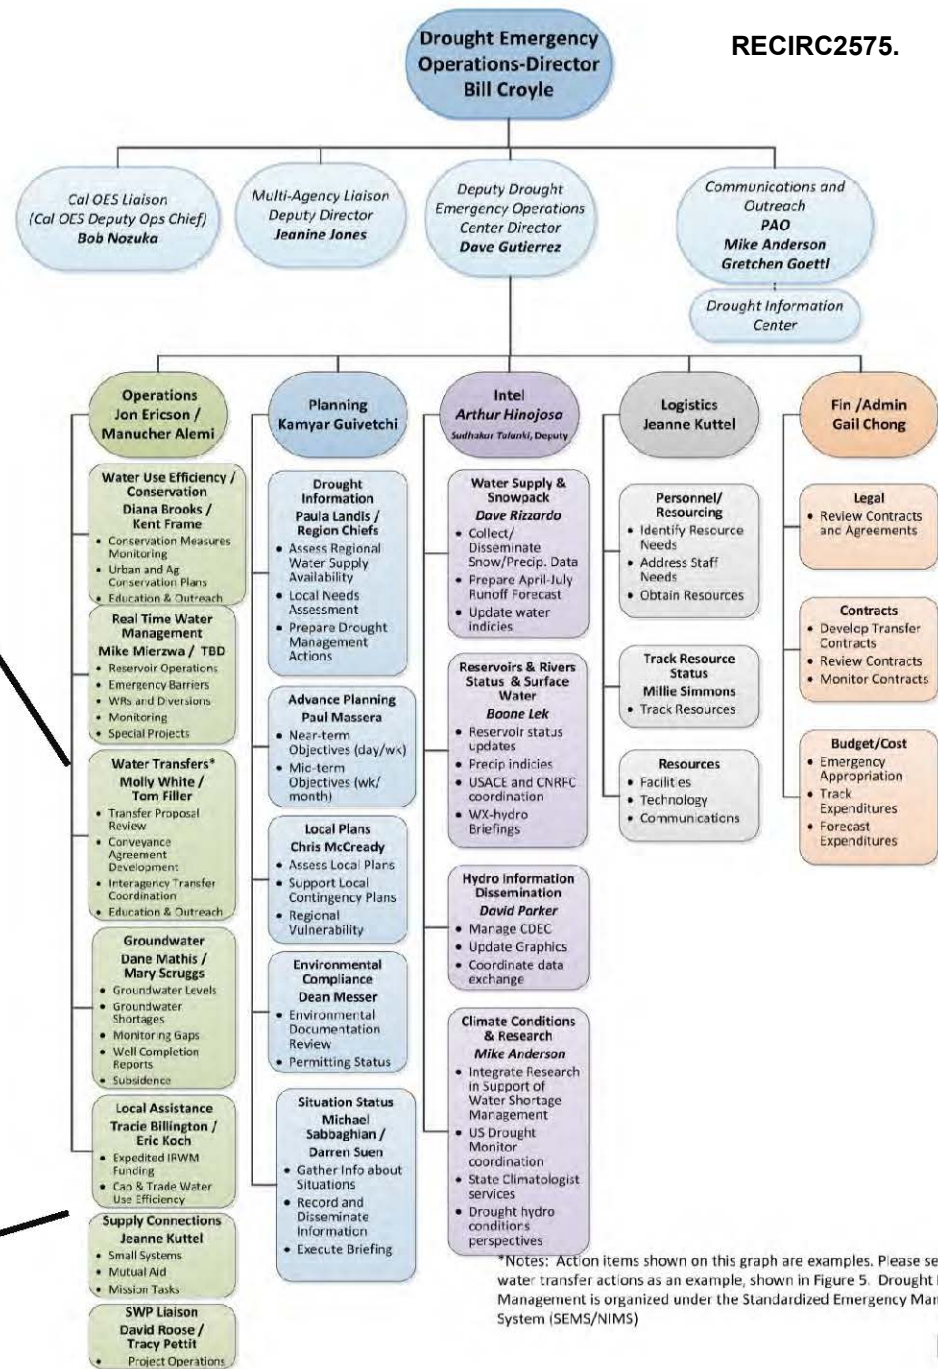 RECIRC2575.
Drought Emergency
Operations-Director
Bill Croyle
Cal OES Liaison
(Cal OES Deputy Ops Chief)
Bob Nozuka
Multi-Agency Liaison
Deputy Director
Jeanine Jones
Deputy Drought
Emergency Operations
Center Director
Dave Gutierrez
Communications and
Outreach
PAO
Mike Anderson
Gretchen Goettl
Drought Information
Center
Operations
Jon Ericson /
Manucher Alemi
Water Use Efficiency /
Conservation
Diana Brooks /
Kent Frame
• Conservation Measures
Monitoring
• Urban and Ag
Conservation Plans
• Education & Outreach
Real Time Water
Management
Mike Mierzwa / TBD
• Reservoir Operations
• Emergency Barriers
• WRs and Diversions
• Monitoring
• Special Projects
Water Transfers*
Molly White /
Tom Filler
• Transfer Proposal
Review
• Conveyance
Agreement
Development
• Interagency Transfer
Coordination
• Education & Outreach
Groundwater
Dane Mathis /
Mary Scruggs
• Groundwater Levels
• Groundwater
Shortages
• Monitoring Gaps
• Well Completion
Reports
• Subsidence
Local Assistance
Tracie Billington /
Eric Koch
• Expedited IRWM
Funding
• Cap & Trade Water
Use Efficiency
Supply Connections
Jeanne Kuttel
• Small Systems
• Mutual Aid
• Mission Tasks
SWP Liaison
David Roose /
Tracy Pettit
• Project Operations
Planning
Kamyar Guivetchi
Drought
Information
Paula Landis /
Region Chiefs
• Assess Regional
Water Supply
Availability
• Local Needs
Assessment
• Prepare Drought
Management
Actions
Advance Planning
Paul Massera
• Near-term
Objectives (day/wk)
• Mid-term
Objectives (wk/
month)
Local Plans
Chris McCready
• Assess Local Plans
• Support Local
Contingency Plans
• Regional
Vulnerability
Environmental
Compliance
Dean Messer
• Environmental
Documentation
Review
• Permitting Status
Situation Status
Michael
Sabbaghian /
Darren Suen
• Gather Info about
Situations
• Record and
Disseminate
Information
• Execute Briefing
Intel
Arthur Hinojosa
Sudhakar Talanki, Deputy
Water Supply &
Snowpack
Dave Rizzardo
• Collect/
Disseminate
Snow/Precip. Data
• Prepare April-July
Runoff Forecast
• Update water
indicies
Reservoirs & Rivers
Status & Surface
Water
Boone Lek
• Reservoir status
updates
• Precip indicies
• USACE and CNRFC
coordination
• WX-hydro
Briefings
Hydro Information
Dissemination
David Parker
• Manage CDEC
• Update Graphics
• Coordinate data
exchange
Climate Conditions
& Research
Mike Anderson
• Integrate Research
in Support of
Water Shortage
Management
• US Drought
Monitor
coordination
• State Climatologist
services
• Drought hydro
conditions
perspectives
Logistics
Jeanne Kuttel
Personnel/
Resourcing
• Identify Resource
Needs
• Address Staff
Needs
• Obtain Resources
Track Resource
Status
Millie Simmons
• Track Resources
Resources
• Facilities
• Technology
• Communications
Fin /Admin
Gail Chong
Legal
• Review Contracts
and Agreements
Contracts
• Develop Transfer
Contracts
• Review Contracts
• Monitor Contracts
Budget/Cost
• Emergency
Appropriation
• Track
Expenditures
• Forecast
Expenditures
*Notes: Action items shown on this graph are examples. Please se
water transfer actions as an example, shown in Figure 5. Drought
Management is organized under the Standardized Emergency Man
System (SEMS/NIMS)